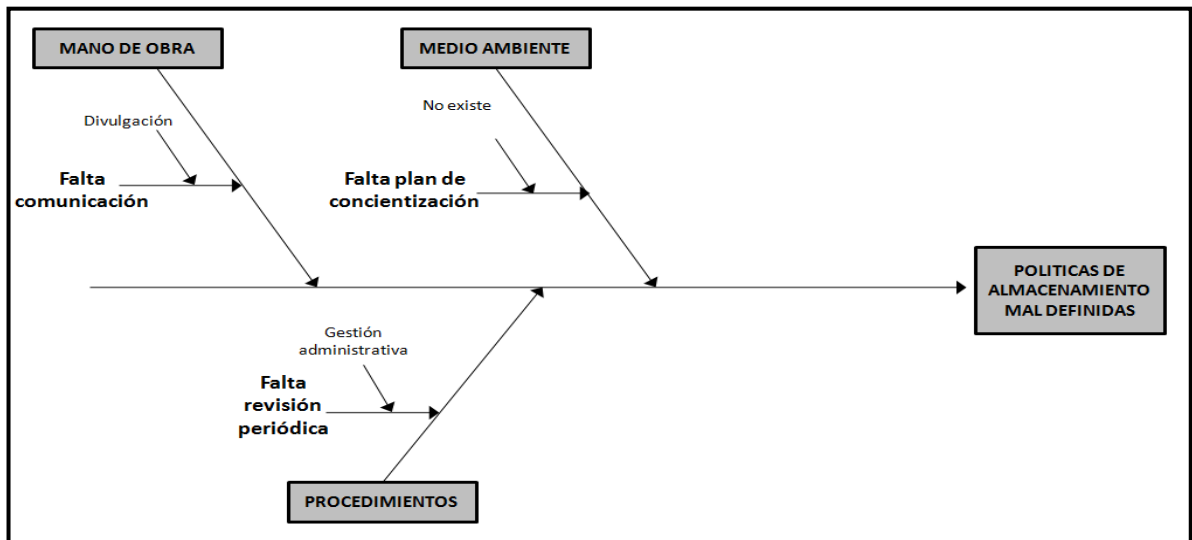 MANO DE OBRA
MEDIO AMBIENTE
Divulgación
No existe
Falta
comunicación
Falta plan de
concientización
POLITICAS DE
ALMACENAMIENTO
MAL DEFINIDAS
Gestión
administrativa
Falta
revisión
periódica
PROCEDIMIENTOS